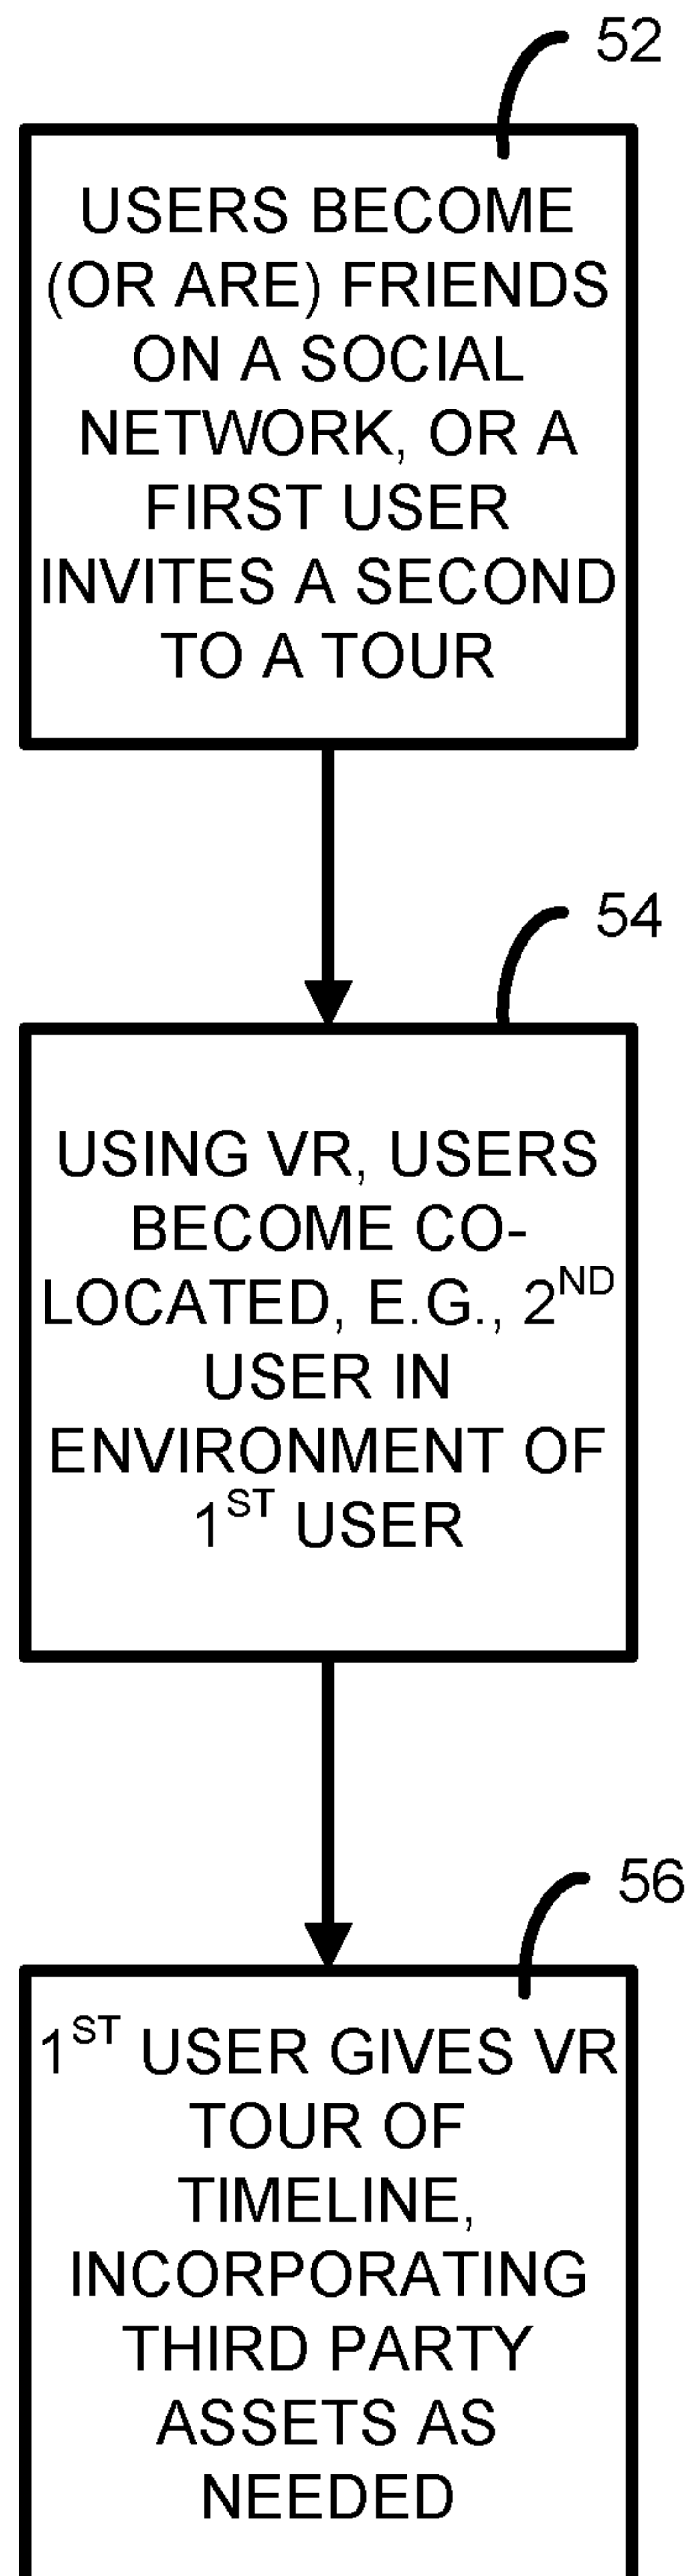 52
USERS BECOME
(OR ARE) FRIENDS
ON A SOCIAL
NETWORK, OR A
FIRST USER
INVITES A SECOND
TO A TOUR
54
USING VR, USERS
BECOME CO-
LOCATED, E.G., 2ND
USER IN
ENVIRONMENT OF
1ST USER
56
1ST USER GIVES VR
TOUR OF
TIMELINE,
INCORPORATING
THIRD PARTY
ASSETS AS
NEEDED